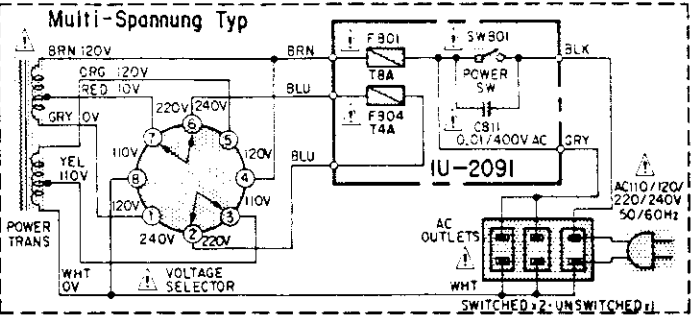 Multi-Spannung Typ
BRN 120V
ORG 120V
RED 10V
GRY 0V
YEL
110V
POWER
TRANS
WHT
0V
220V
240V
110V
120V
120V
110V
240V
220V
1
2
3
4
5
6
7
8
VOLTAGE
SELECTOR
BRN
BLU
BLU
F801
T8A
F804
T4A
SW801
POWER
SW
C811
0.01/400V AC
1U-2091
BLK
GRY
AC110/120/
220/240V
50/60Hz
AC
OUTLETS
WHT
SWITCHED x2·UNSWITCHED x1